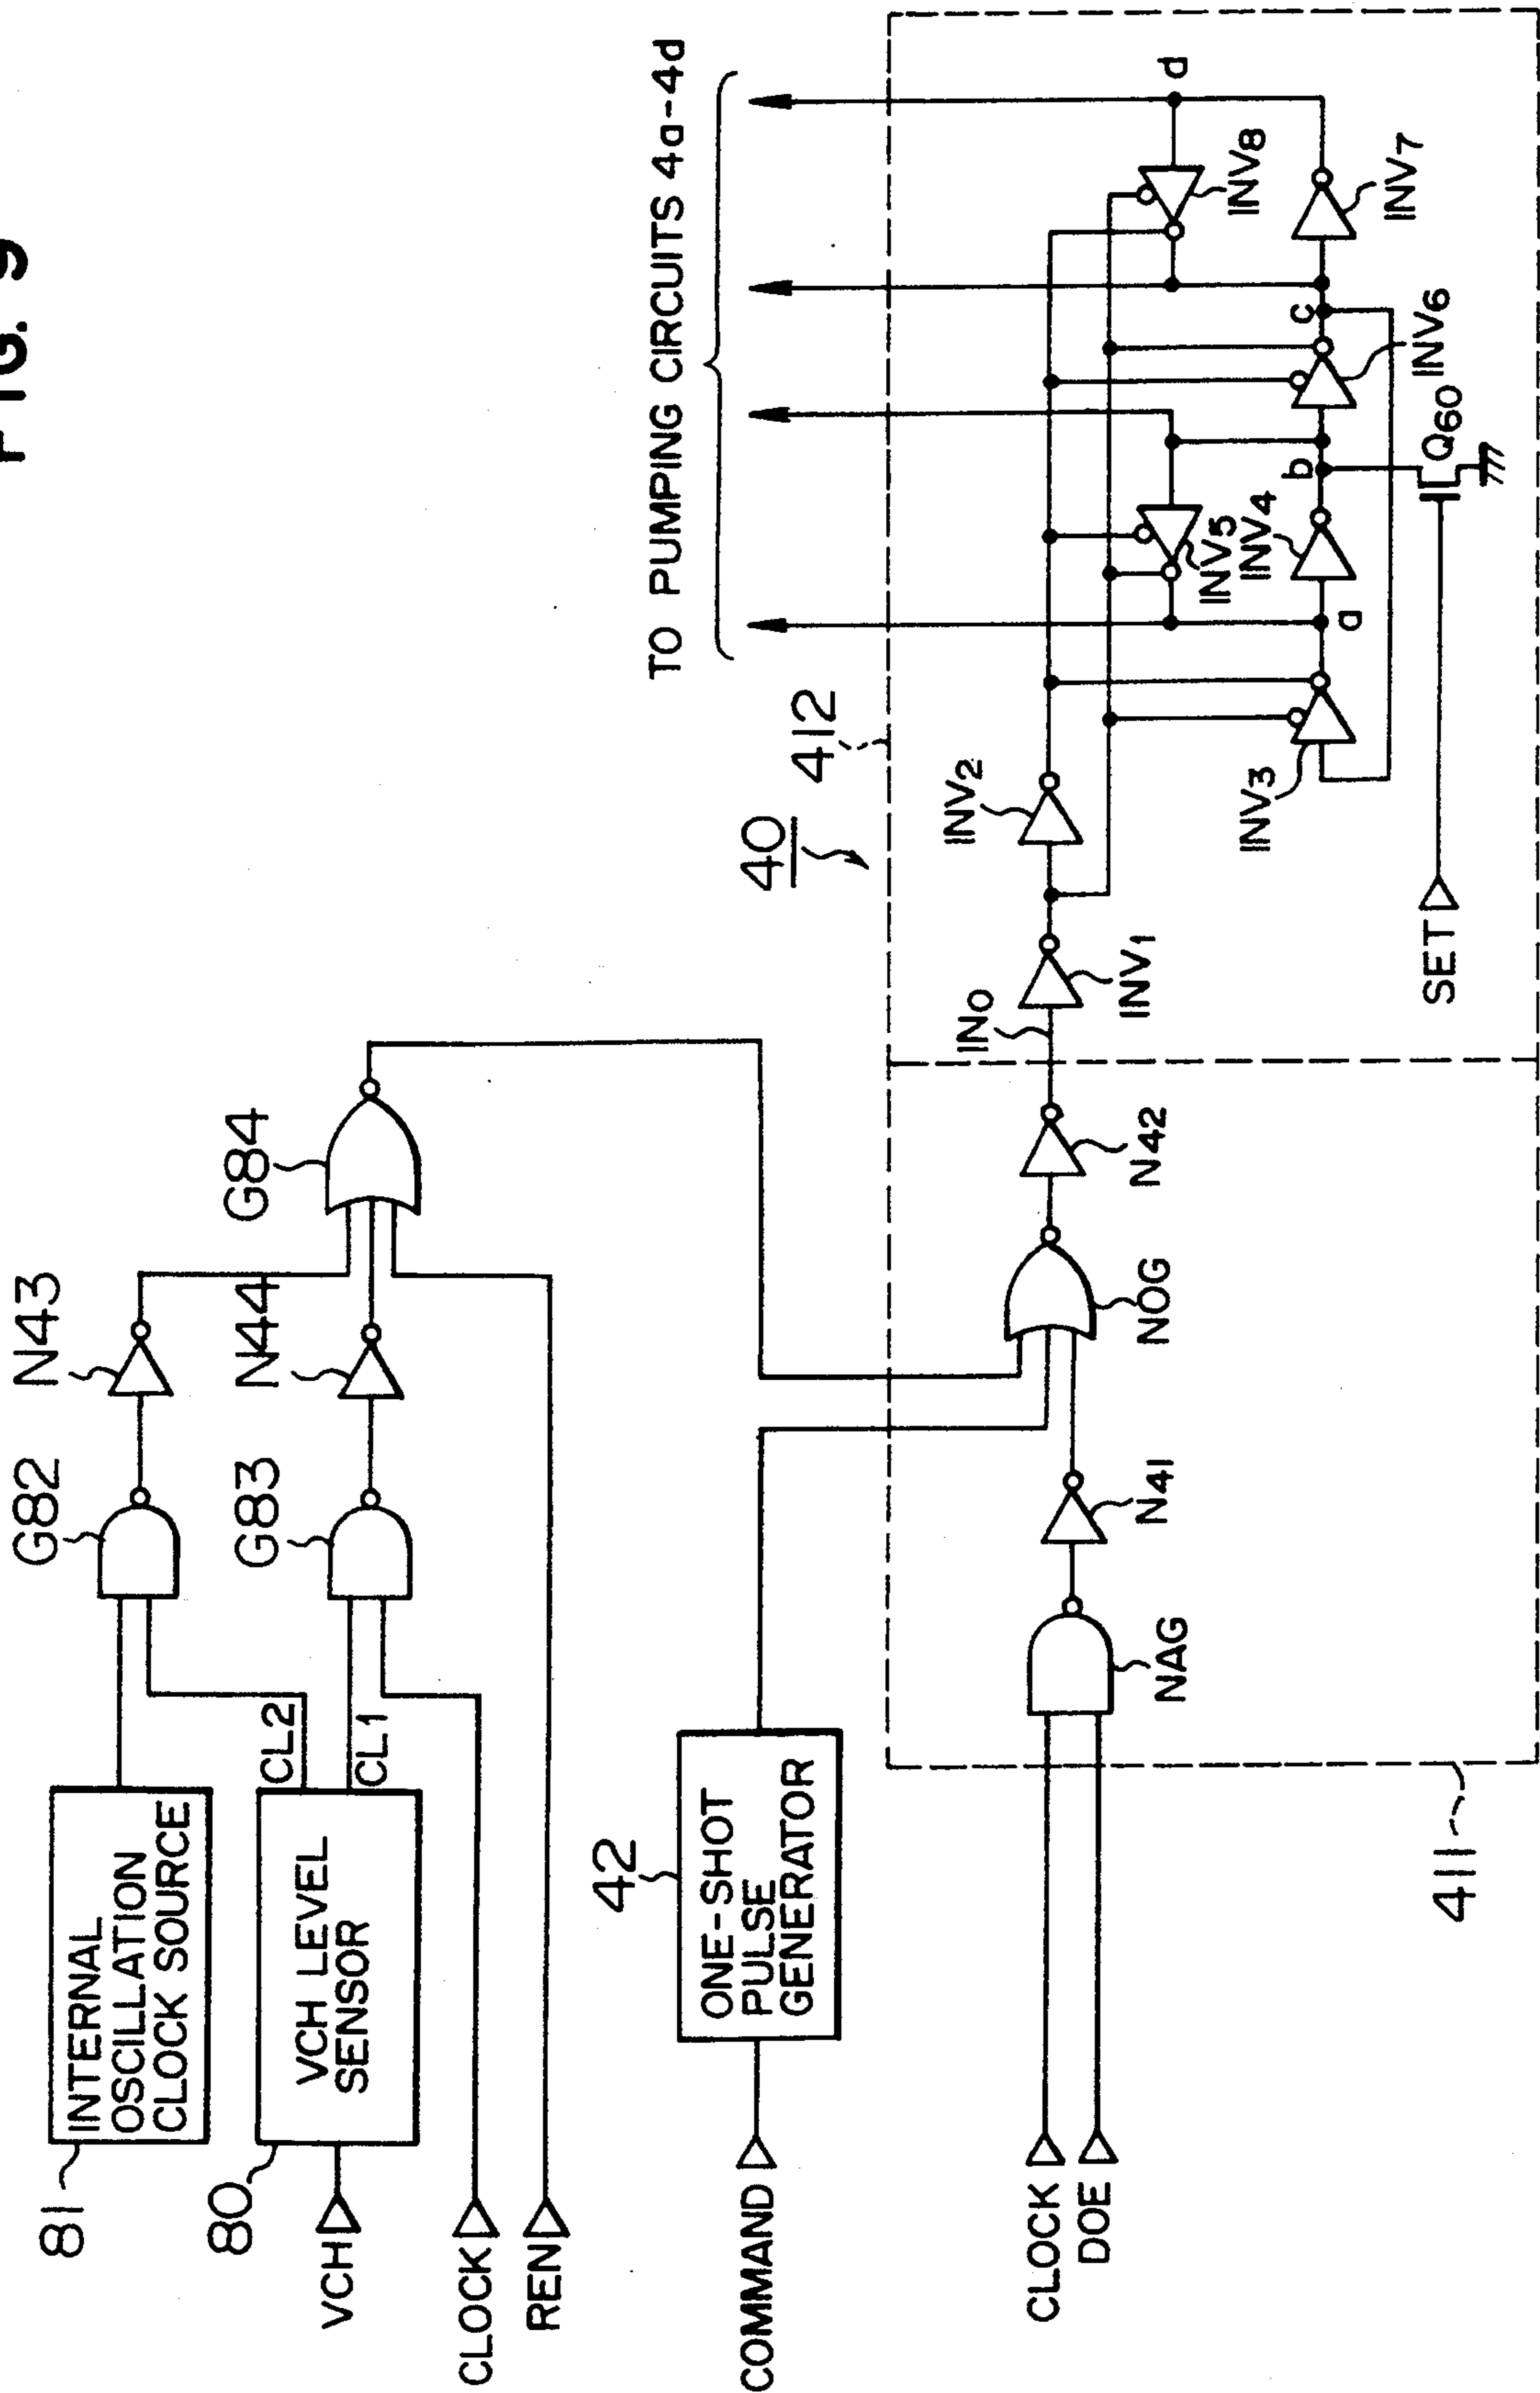 FIG. 9
81
INTERNAL
OSCILLATION
CLOCK SOURCE
G82
N43
80
VCH LEVEL
SENSOR
CL2
CL1
G83
N44
G84
VCH
CLOCK
REN
42
ONE-SHOT
PULSE
GENERATOR
COMMAND
CLOCK
DOE
NAG
N41
NOG
N42
411
40
412
TO PUMPING CIRCUITS 4a-4d
IN0
INV1
INV2
INV3
a
INV4
INV5
b
Q60
INV6
c
INV7
INV8
d
SET